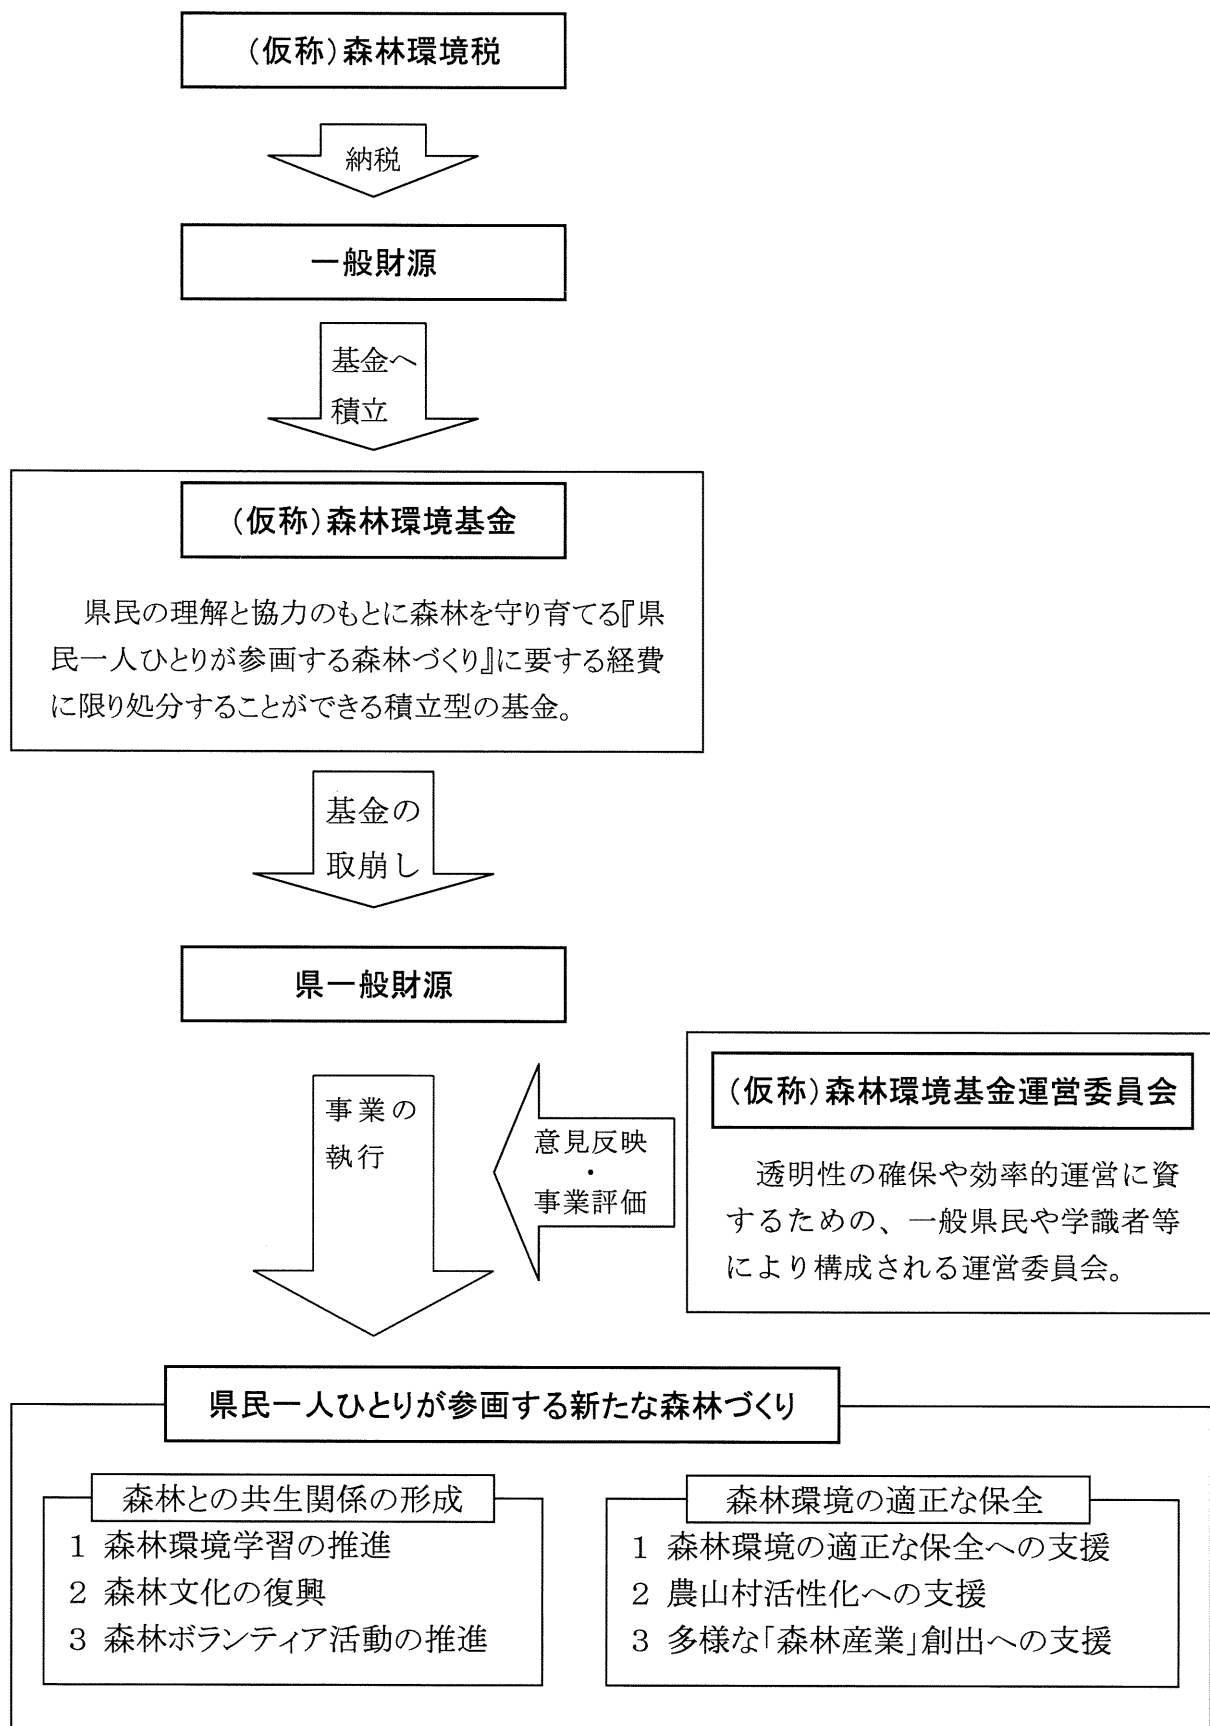 （仮称）森林環境税
納税
一般財源
基金へ
積立
（仮称）森林環境基金
県民の理解と協力のもとに森林を守り育てる『県
民一人ひとりが参画する森林づくり』に要する経費
に限り処分することができる積立型の基金。
基金の
取崩し
県一般財源
事業の
執行
意見反映
・
事業評価
（仮称）森林環境基金運営委員会
透明性の確保や効率的運営に資
するための、一般県民や学識者等
により構成される運営委員会。
県民一人ひとりが参画する新たな森林づくり
森林との共生関係の形成
1 森林環境学習の推進
2 森林文化の復興
3 森林ボランティア活動の推進
森林環境の適正な保全
1 森林環境の適正な保全への支援
2 農山村活性化への支援
3 多様な「森林産業」創出への支援